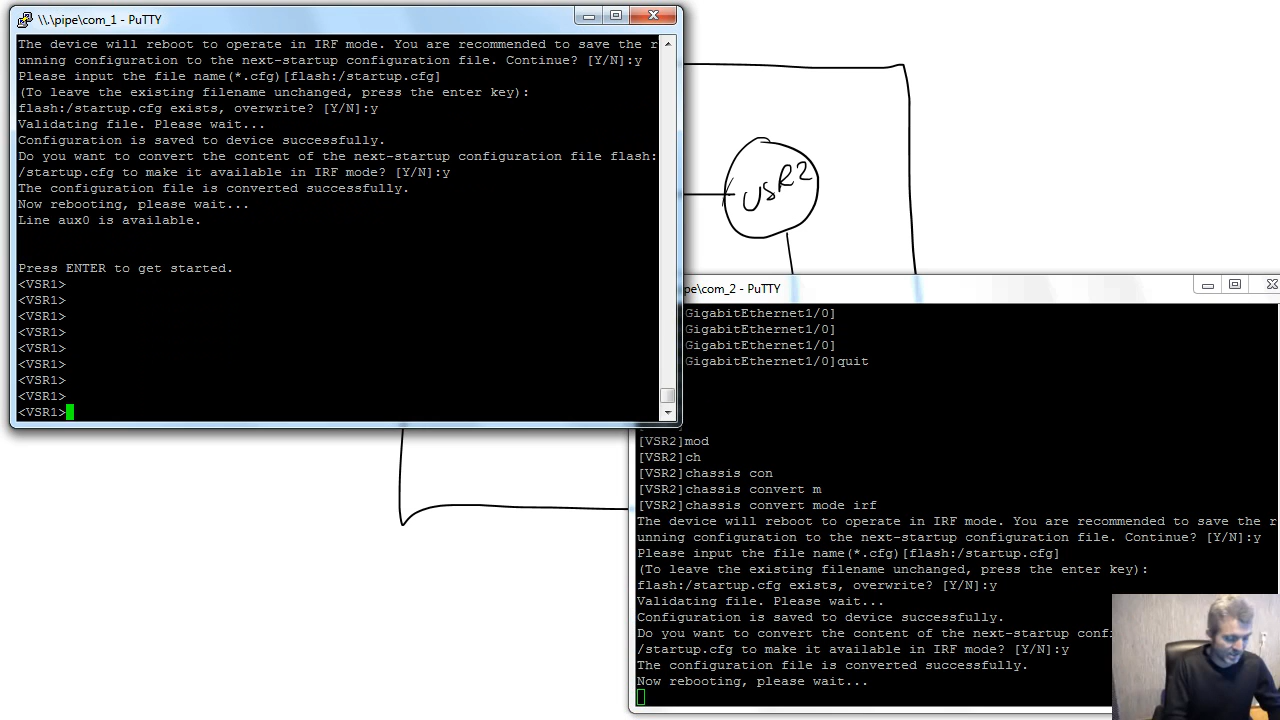 \\.\pipe\com_1 - PuTTY
The device will reboot to operate in IRF mode. You are recommended to save the r
unning configuration to the next-startup configuration file. Continue? [Y/N]:y
Please input the file name(*.cfg)[flash:/startup.cfg]
(To leave the existing filename unchanged, press the enter key):
flash:/startup.cfg exists, overwrite? [Y/N]:y
Validating file. Please wait...
Configuration is saved to device successfully.
Do you want to convert the content of the next-startup configuration file flash:
/startup.cfg to make it available in IRF mode? [Y/N]:y
The configuration file is converted successfully.
Now rebooting, please wait...
Line aux0 is available.
Press ENTER to get started.
<VSR1>
<VSR1>
<VSR1>
<VSR1>
<VSR1>
<VSR1>
<VSR1>
<VSR1>
<VSR1>
VSR2
pe\com_2 - PuTTY
GigabitEthernet1/0]
GigabitEthernet1/0]
GigabitEthernet1/0]
GigabitEthernet1/0]quit
[VSR2]mod
[VSR2]ch
[VSR2]chassis con
[VSR2]chassis convert m
[VSR2]chassis convert mode irf
The device will reboot to operate in IRF mode. You are recommended to save the r
unning configuration to the next-startup configuration file. Continue? [Y/N]:y
Please input the file name(*.cfg)[flash:/startup.cfg]
(To leave the existing filename unchanged, press the enter key):
flash:/startup.cfg exists, overwrite? [Y/N]:y
Validating file. Please wait...
Configuration is saved to device successfully.
Do you want to convert the content of the next-startup conf
/startup.cfg to make it available in IRF mode? [Y/N]:y
The configuration file is converted successfully.
Now rebooting, please wait...